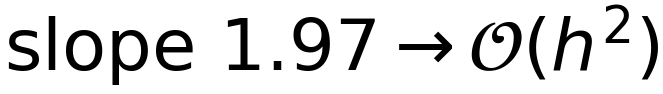 slope 1.97 → 𝒪(h²)